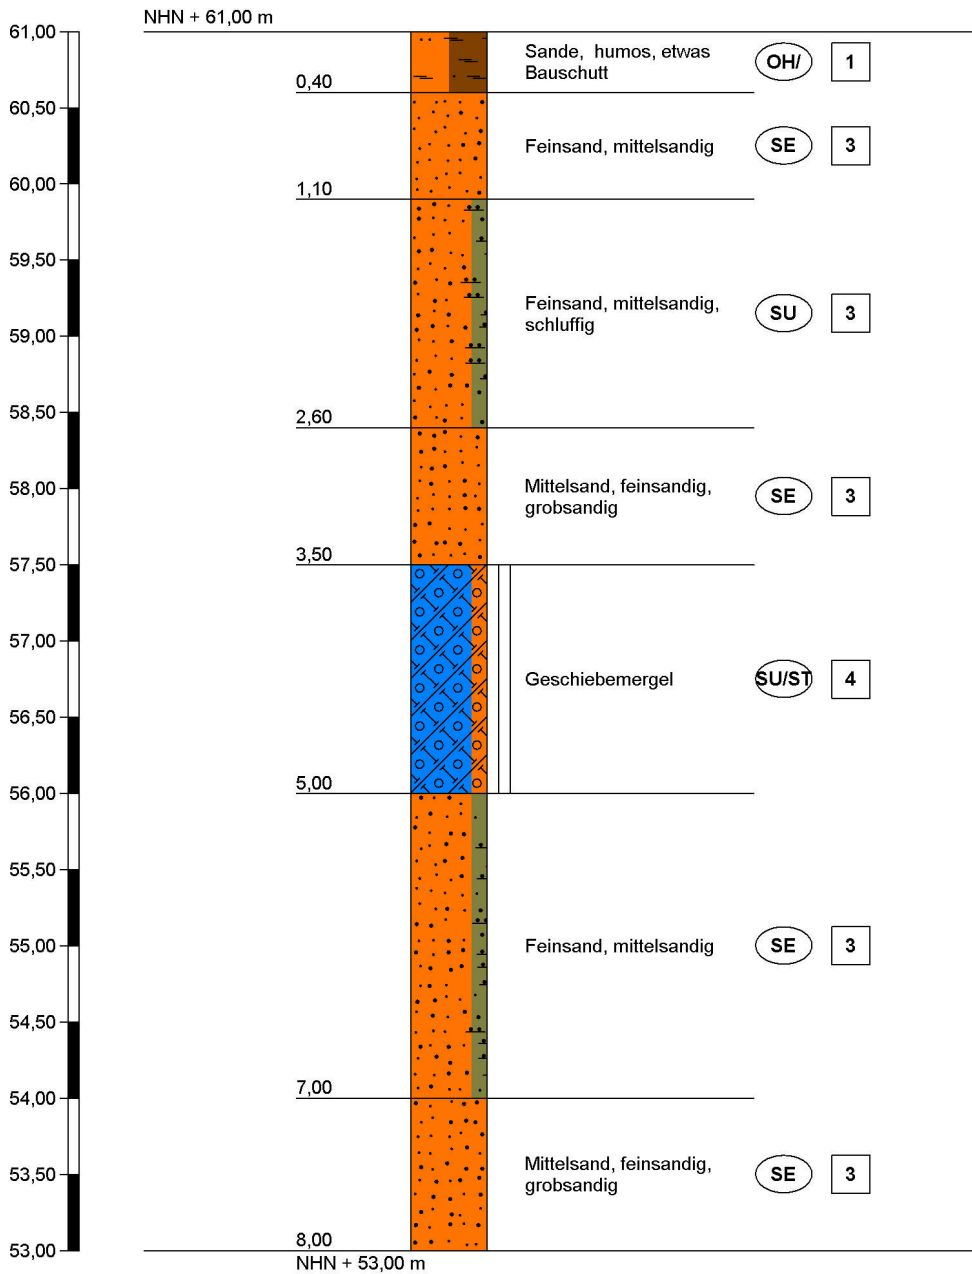 NHN + 61,00 m
61,00
Sande, humos, etwas
Bauschutt
OH/
1
0,40
60,50
Feinsand, mittelsandig
SE
3
60,00
1,10
59,50
Feinsand, mittelsandig,
schluffig
SU
3
59,00
58,50
2,60
58,00
Mittelsand, feinsandig,
grobsandig
SE
3
3,50
57,50
57,00
Geschiebemergel
SU/ST
4
56,50
5,00
56,00
55,50
55,00
Feinsand, mittelsandig
SE
3
54,50
7,00
54,00
53,50
Mittelsand, feinsandig,
grobsandig
SE
3
8,00
53,00
NHN + 53,00 m